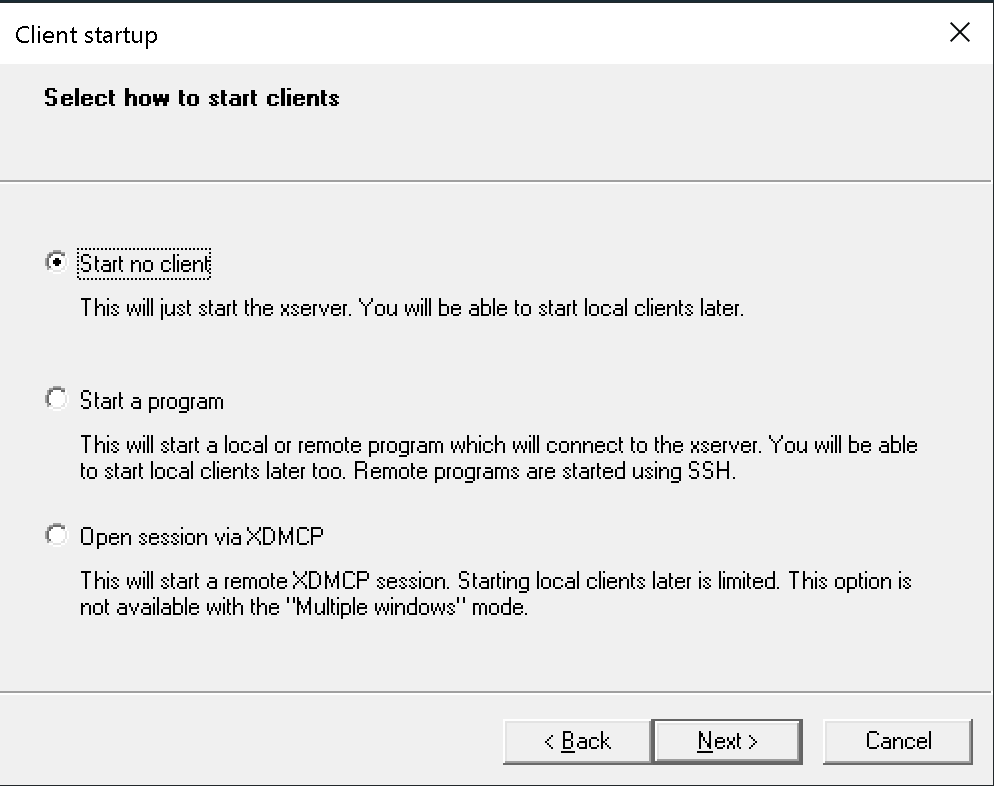 Client startup
Select how to start clients
Start no client
This will just start the xserver. You will be able to start local clients later.
Start a program
This will start a local or remote program which will connect to the xserver. You will be able
to start local clients later too. Remote programs are started using SSH.
Open session via XDMCP
This will start a remote XDMCP session. Starting local clients later is limited. This option is
not available with the "Multiple windows" mode.
< Back Next > Cancel